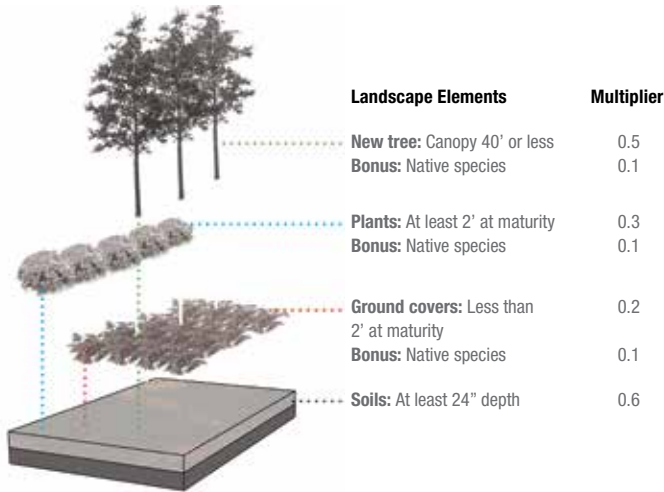 Landscape Elements Multiplier
New tree: Canopy 40’ or less 0.5
Bonus: Native species 0.1
Plants: At least 2’ at maturity 0.3
Bonus: Native species 0.1
Ground covers: Less than 0.2
2’ at maturity
Bonus: Native species 0.1
Soils: At least 24” depth 0.6